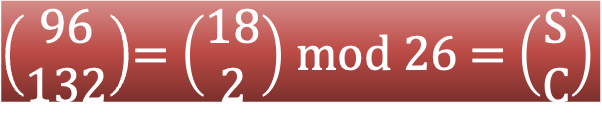 (96 132) = (18 2) mod 26 = (S C)